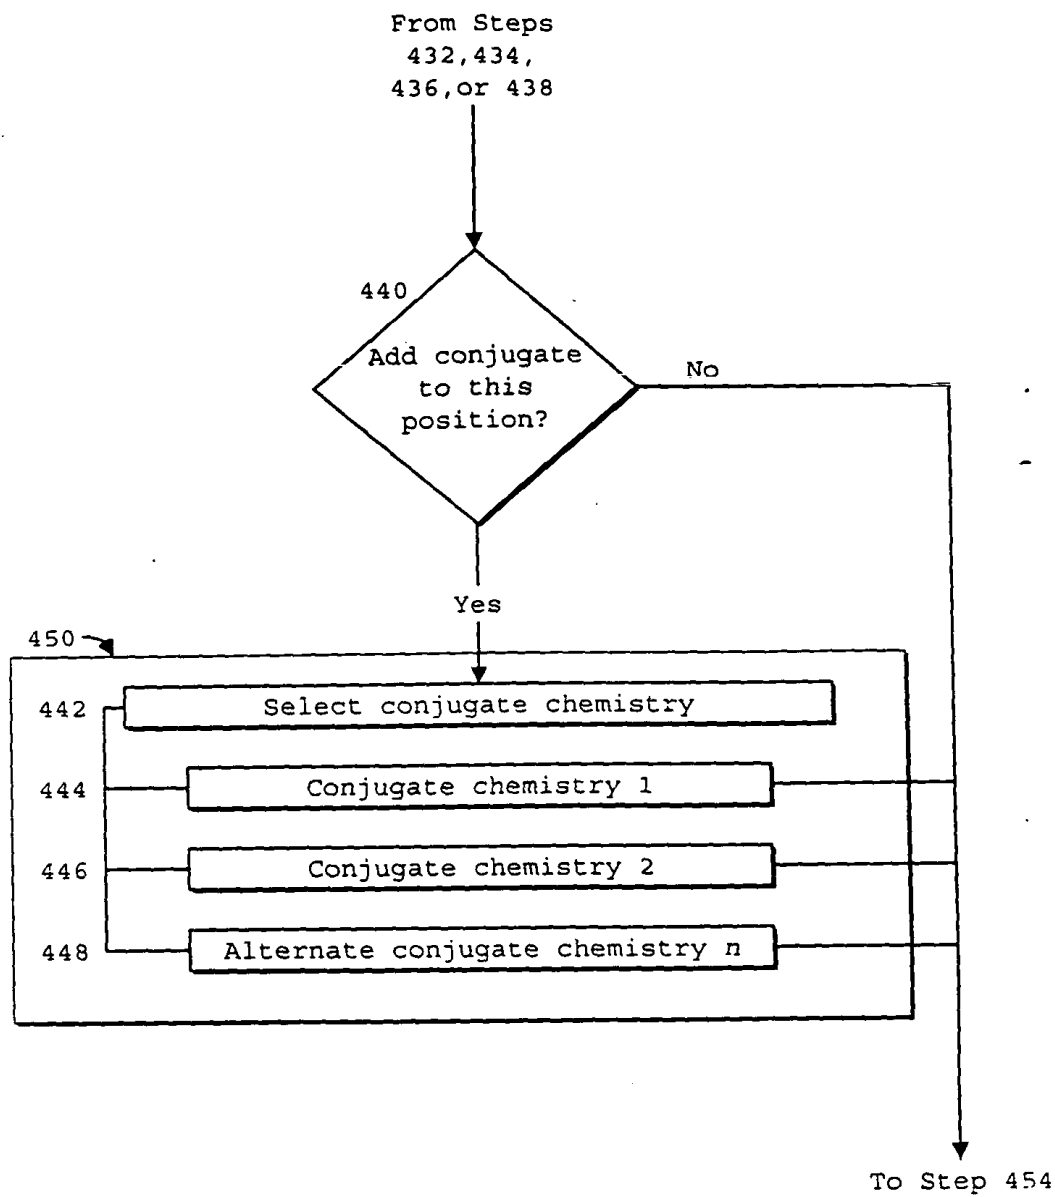 From Steps
432,434,
436,or 438
440
Add conjugate
to this
position?
No
Yes
450
442
Select conjugate chemistry
444
Conjugate chemistry 1
446
Conjugate chemistry 2
448
Alternate conjugate chemistry n
To Step 454